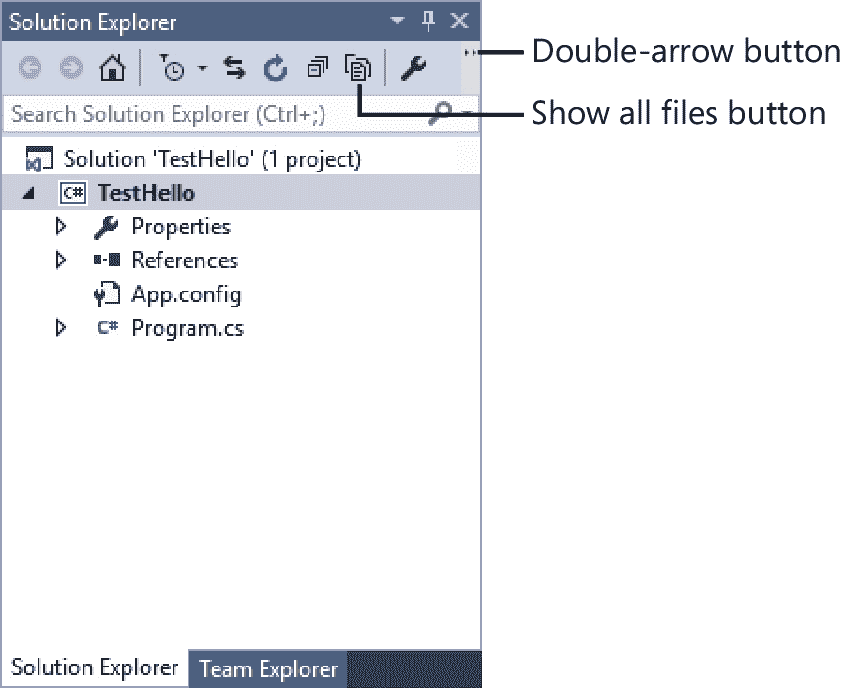 Solution Explorer
Double-arrow button
Search Solution Explorer (Ctrl+;)
Show all files button
Solution 'TestHello' (1 project)
C# TestHello
Properties
References
App.config
C# Program.cs
Solution Explorer Team Explorer